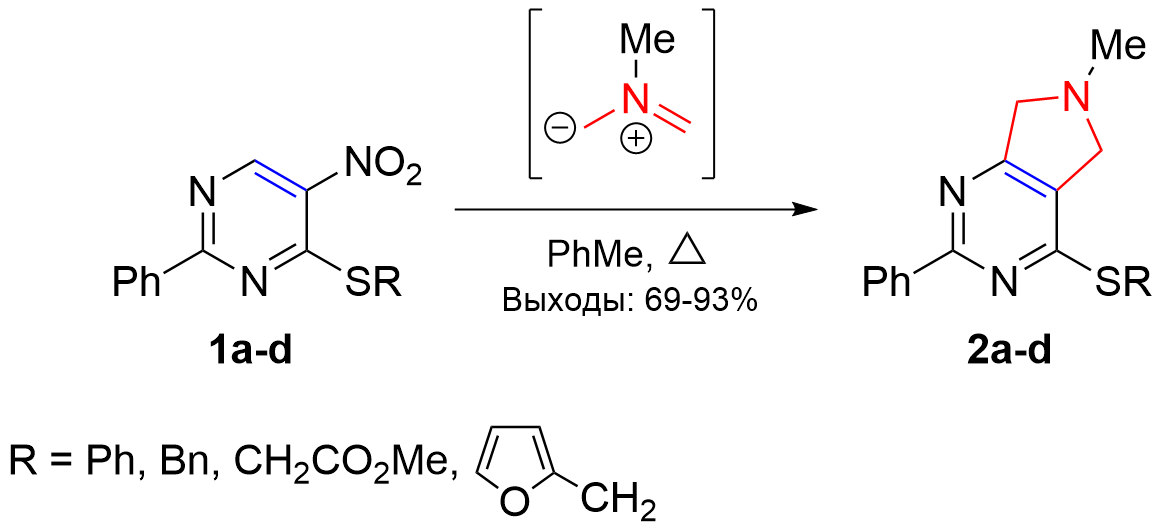 Me
N
⊖
⊕
NO₂
N
N
Ph
SR
PhMe, △
Выходы: 69-93%
1a-d
Me
N
N
N
Ph
SR
2a-d
R = Ph, Bn, CH₂CO₂Me,
O
CH₂